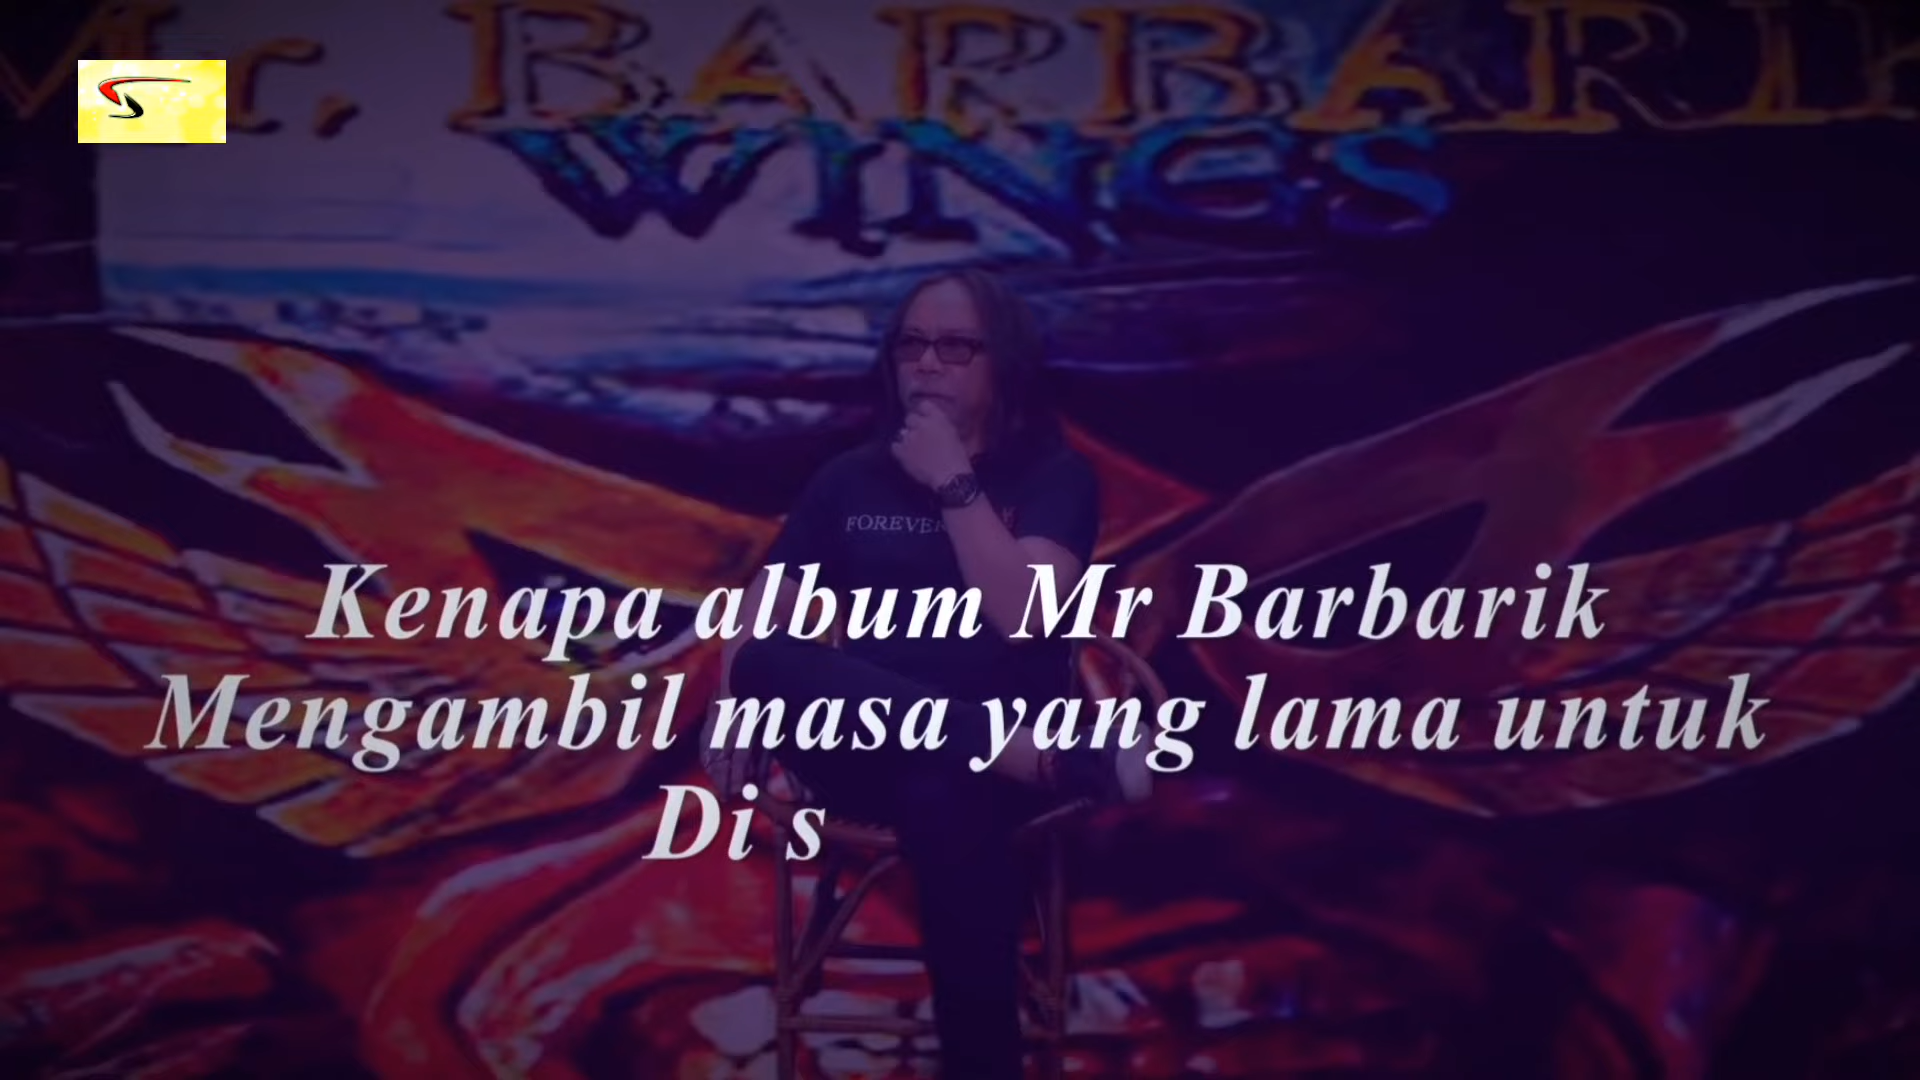 Mr. BARBARIK
WINGS
FOREVER
Kenapa album Mr Barbarik
Mengambil masa yang lama untuk
Di s